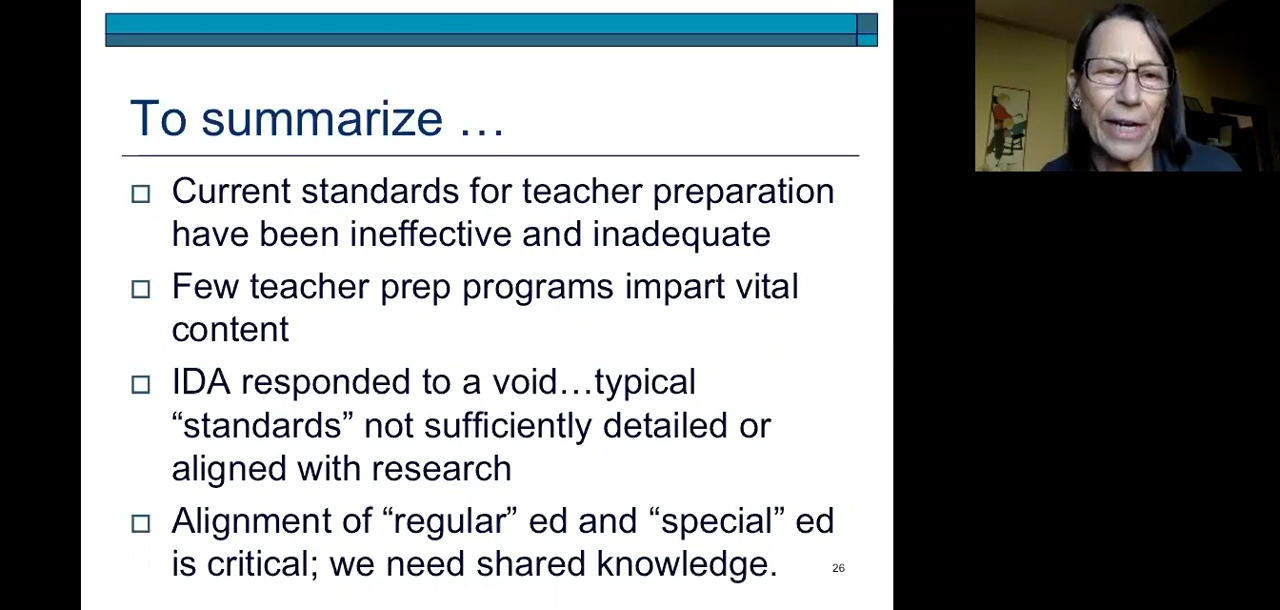 To summarize …
Current standards for teacher preparation
have been ineffective and inadequate
Few teacher prep programs impart vital
content
IDA responded to a void…typical
“standards” not sufficiently detailed or
aligned with research
Alignment of “regular” ed and “special” ed
is critical; we need shared knowledge.
26